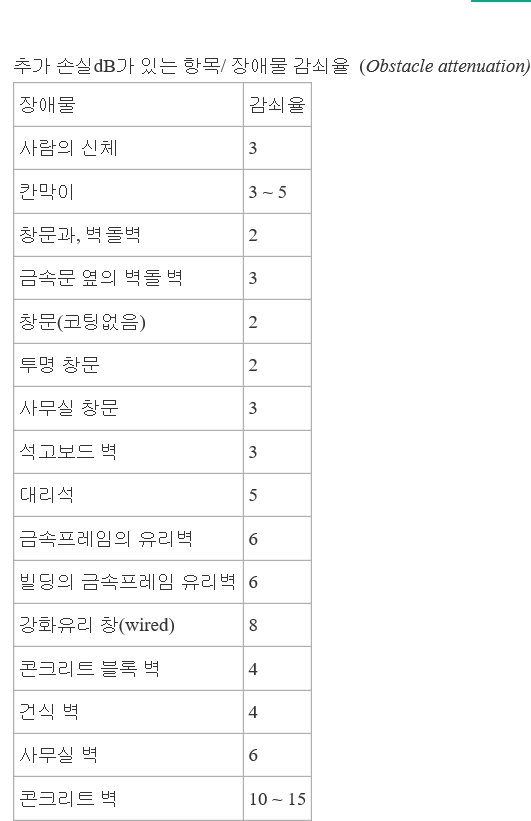 추가 손실dB가 있는 항목/ 장애물 감쇠율 (Obstacle attenuation)
장애물 감쇠율
사람의 신체 3
칸막이 3 ~ 5
창문과, 벽돌벽 2
금속문 옆의 벽돌 벽 3
창문(코팅없음) 2
투명 창문 2
사무실 창문 3
석고보드 벽 3
대리석 5
금속프레임의 유리벽 6
빌딩의 금속프레임 유리벽 6
강화유리 창(wired) 8
콘크리트 블록 벽 4
건식 벽 4
사무실 벽 6
콘크리트 벽 10 ~ 15